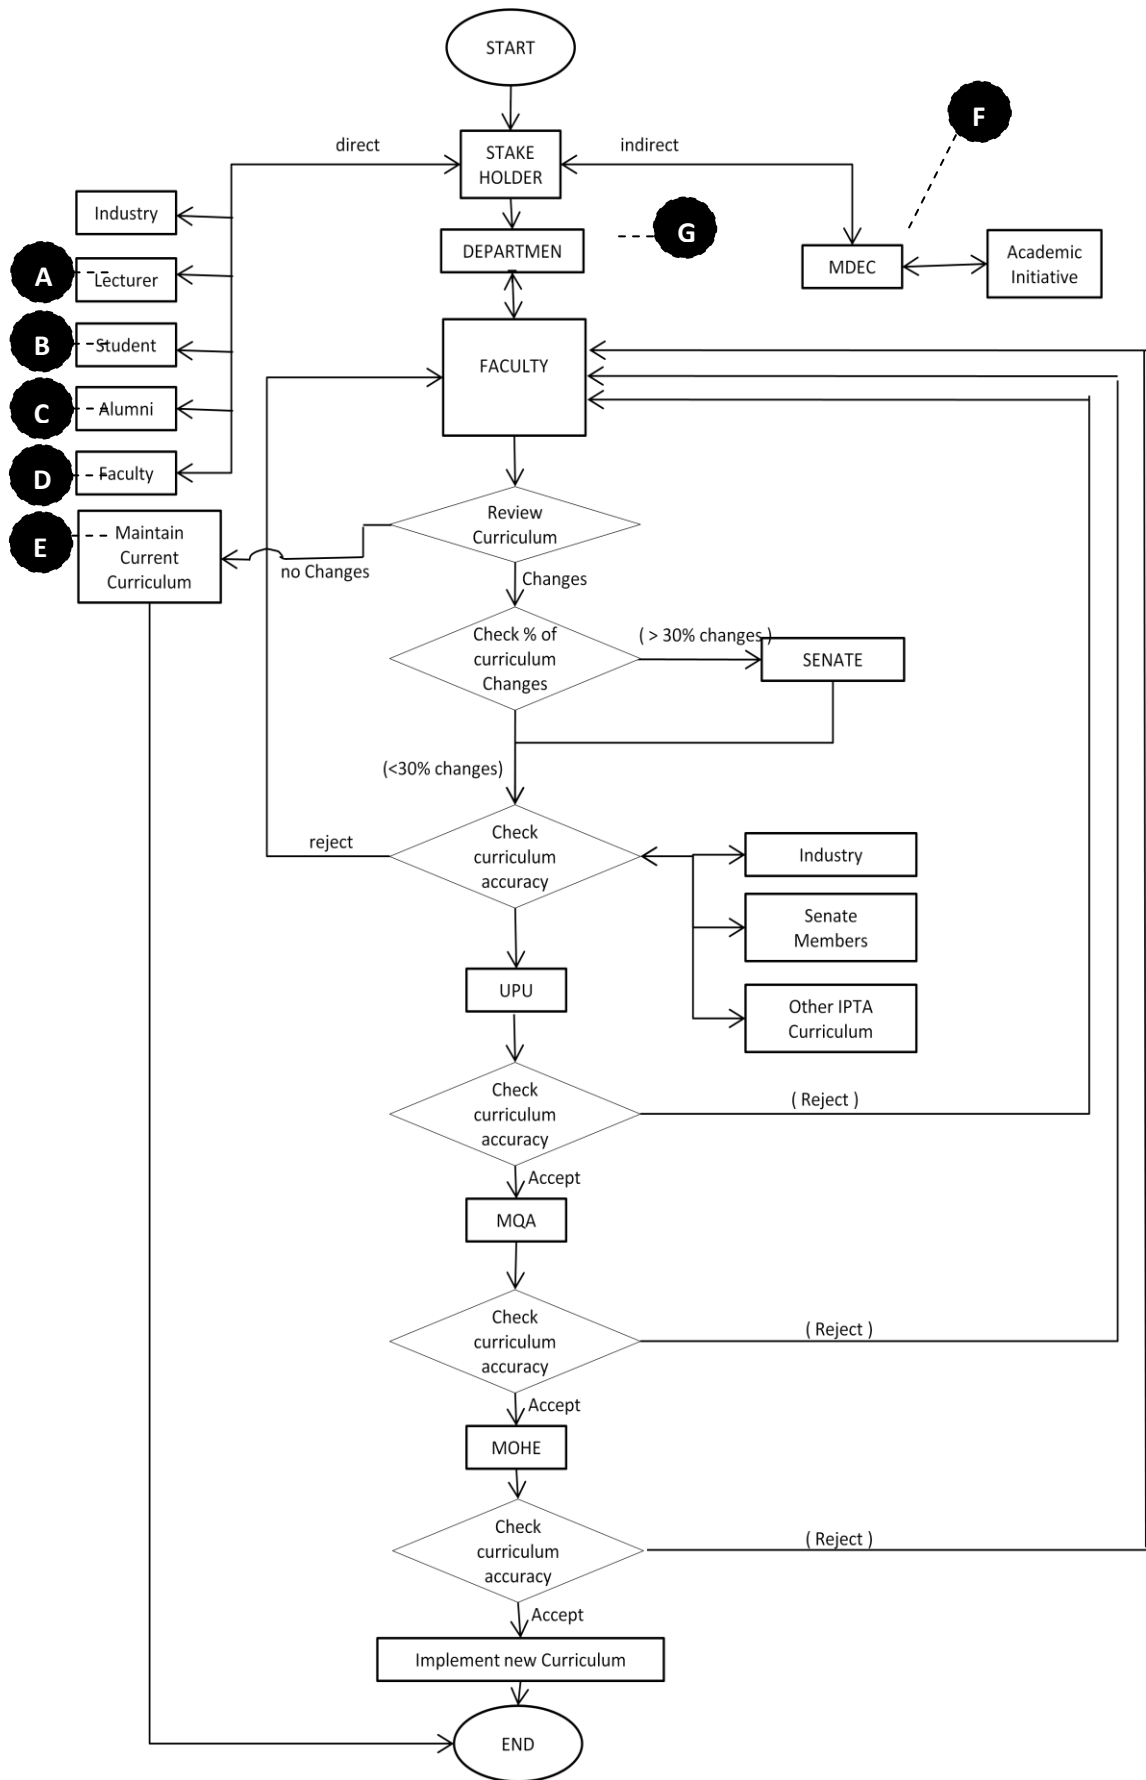 START
F
direct
STAKE
HOLDER
indirect
Industry
G
DEPARTMEN
MDEC
Academic
Initiative
A
Lecturer
B
Student
FACULTY
C
Alumni
D
Faculty
E
Maintain
Current
Curriculum
Review
Curriculum
no Changes
Changes
Check % of
curriculum
Changes
( > 30% changes )
SENATE
(<30% changes)
reject
Check
curriculum
accuracy
Industry
Senate
Members
UPU
Other IPTA
Curriculum
Check
curriculum
accuracy
( Reject )
Accept
MQA
Check
curriculum
accuracy
( Reject )
Accept
MOHE
Check
curriculum
accuracy
( Reject )
Accept
Implement new Curriculum
END